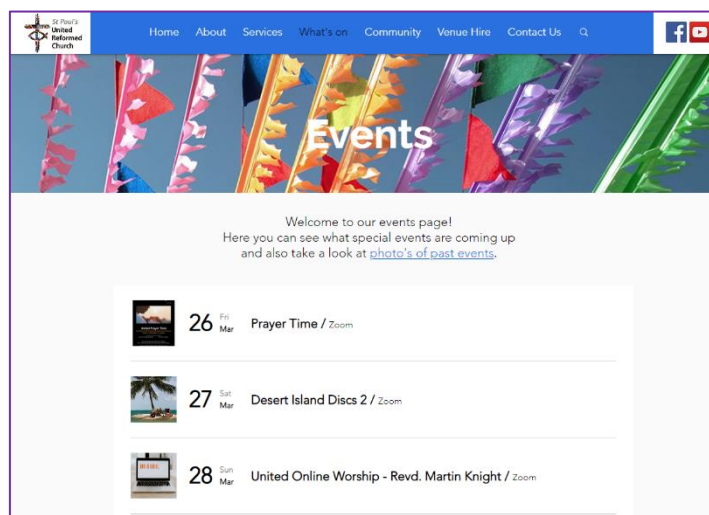 St Paul's
United
Reformed
Church
Home About Services What's on Community Venue Hire Contact Us
Events
Welcome to our events page!
Here you can see what special events are coming up
and also take a look at photo's of past events.
26 Fri Mar Prayer Time / Zoom
27 Sat Mar Desert Island Discs 2 / Zoom
28 Sun Mar United Online Worship - Revd. Martin Knight / Zoom